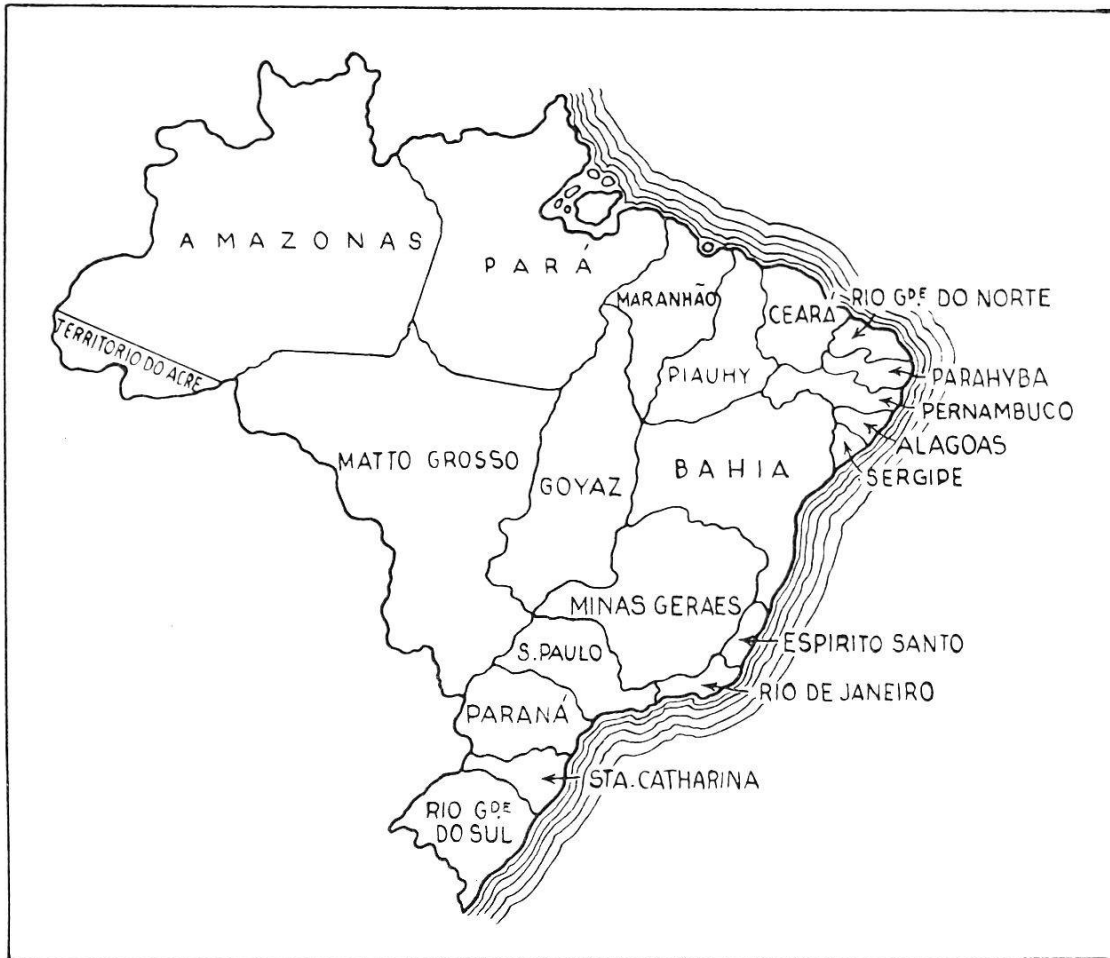 AMAZONAS
PARÁ
MARANHÃO
CEARÁ
RIO GDE. DO NORTE
TERRITORIO DO ACRE
PIAUHY
PARAHYBA
PERNAMBUCO
ALAGOAS
SERGIPE
MATTO GROSSO
GOYAZ
BAHIA
MINAS GERAES
ESPIRITO SANTO
S. PAULO
RIO DE JANEIRO
PARANÁ
STA. CATHARINA
RIO GDE.
DO SUL